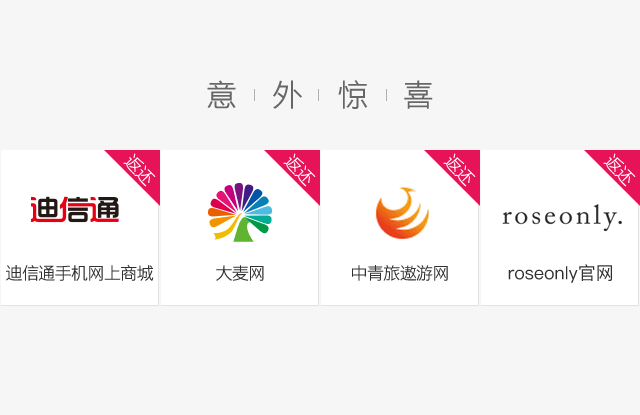 意外惊喜
返还
返还
返还
返还
迪信通
roseonly.
迪信通手机网上商城
大麦网
中青旅遨游网
roseonly官网